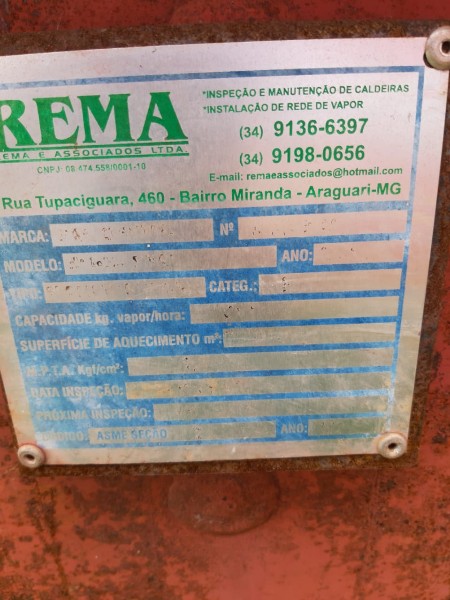 REMA
REMA E ASSOCIADOS LTDA.
CNPJ: 08.474.558/0001-10
*INSPEÇÃO E MANUTENÇÃO DE CALDEIRAS
*INSTALAÇÃO DE REDE DE VAPOR
(34) 9136-6397
(34) 9198-0656
E-mail: remaeassociados@hotmail.com
Rua Tupaciguara, 460 - Bairro Miranda - Araguari-MG
MARCA: Nº
MODELO: ANO:
TIPO: CATEG.:
CAPACIDADE kg. vapor/hora:
SUPERFÍCIE DE AQUECIMENTO m²:
M.P.T.A. Kgf/cm²:
DATA INSPEÇÃO:
PRÓXIMA INSPEÇÃO:
CÓDIGO: ASME SEÇÃO ANO: